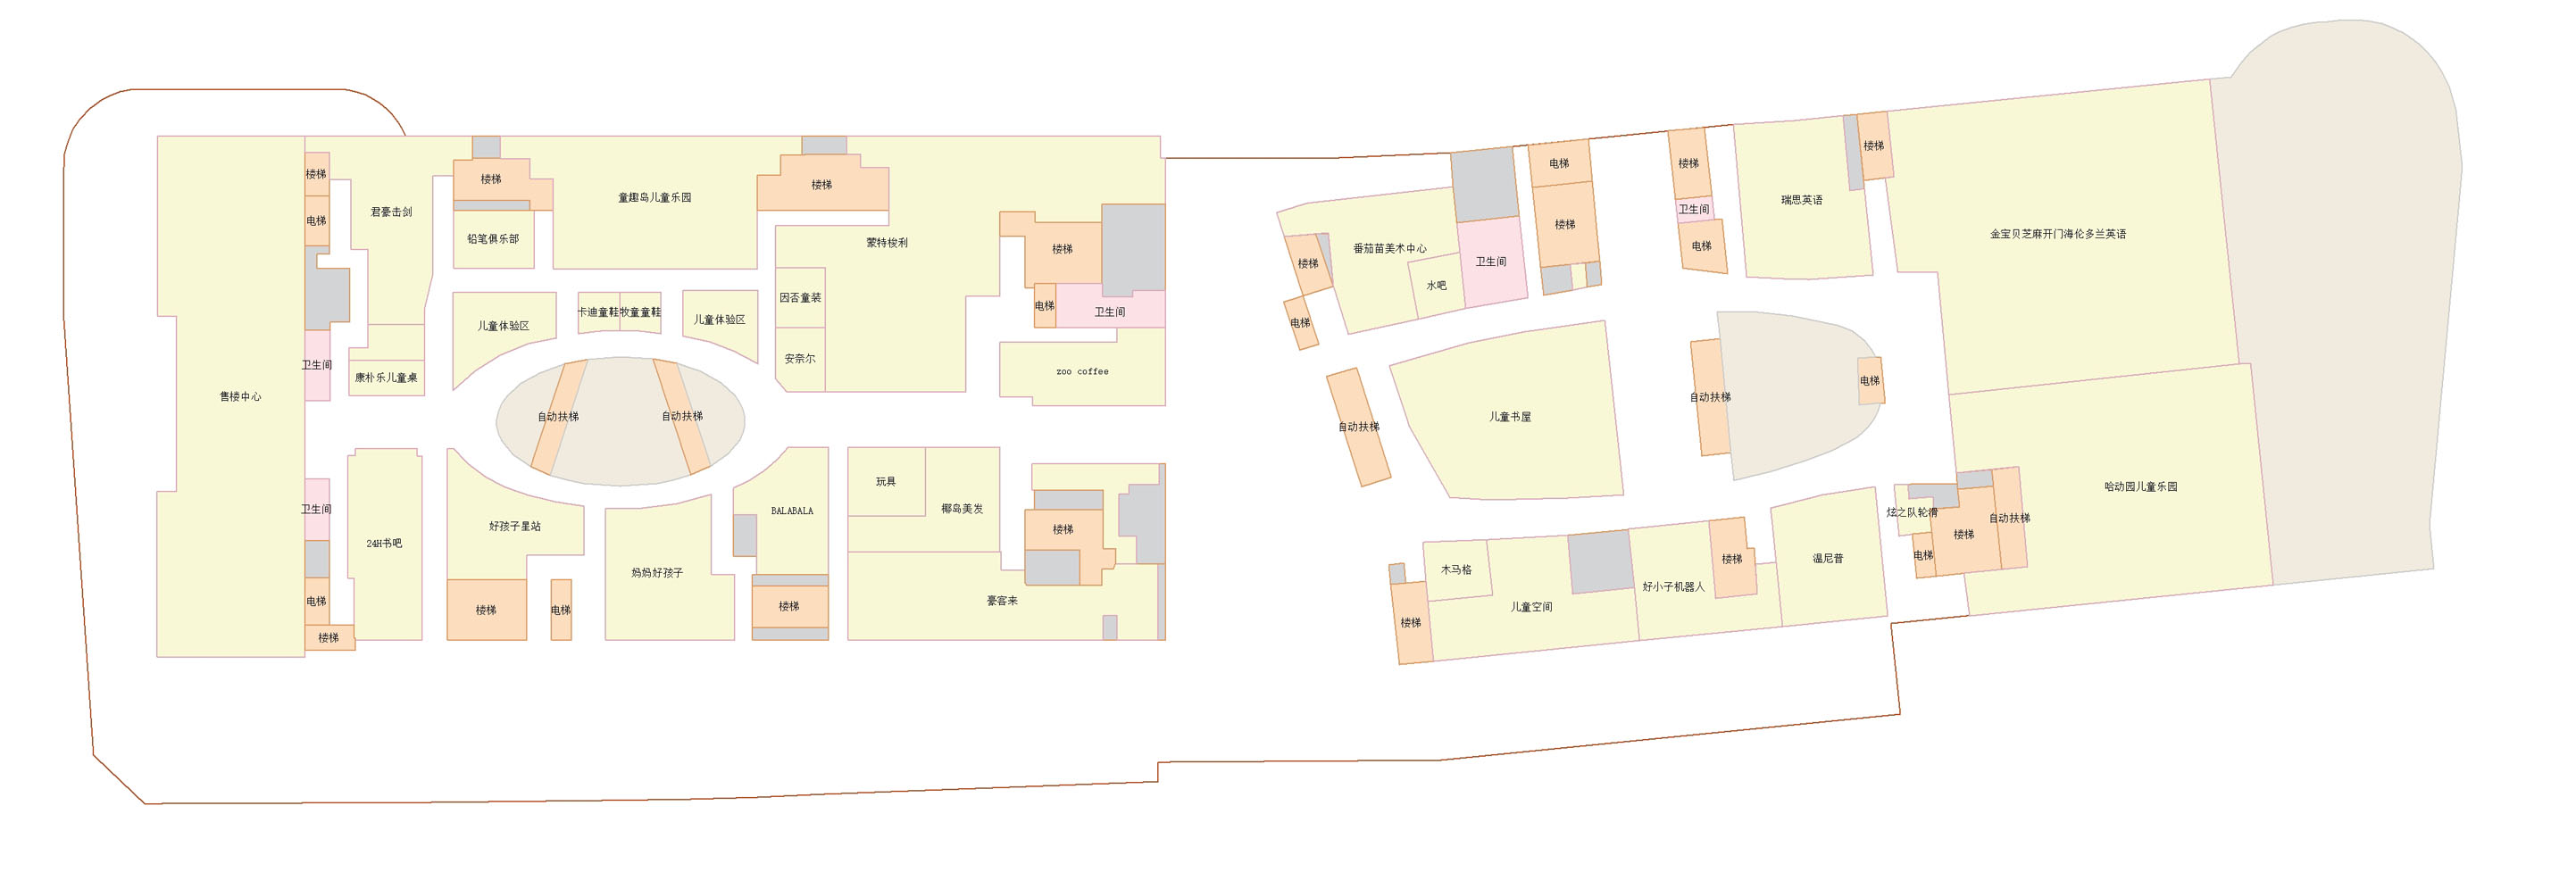 楼梯
电梯
君豪击剑
楼梯
铅笔俱乐部
童趣岛儿童乐园
楼梯
蒙特梭利
楼梯
电梯
卫生间
儿童体验区
卡迪童鞋
牧童童鞋
儿童体验区
因否童装
安奈尔
zoo coffee
卫生间
康朴乐儿童桌
售楼中心
自动扶梯
自动扶梯
卫生间
24H书吧
电梯
楼梯
好孩子星站
楼梯
电梯
妈妈好孩子
BALABALA
楼梯
玩具
椰岛美发
楼梯
豪客来
番茄苗美术中心
楼梯
电梯
水吧
卫生间
电梯
楼梯
楼梯
卫生间
电梯
瑞思英语
楼梯
金宝贝芝麻开门海伦多兰英语
自动扶梯
儿童书屋
自动扶梯
电梯
哈动园儿童乐园
炫之队轮滑
楼梯
自动扶梯
电梯
木马格
儿童空间
楼梯
好小子机器人
楼梯
温尼普